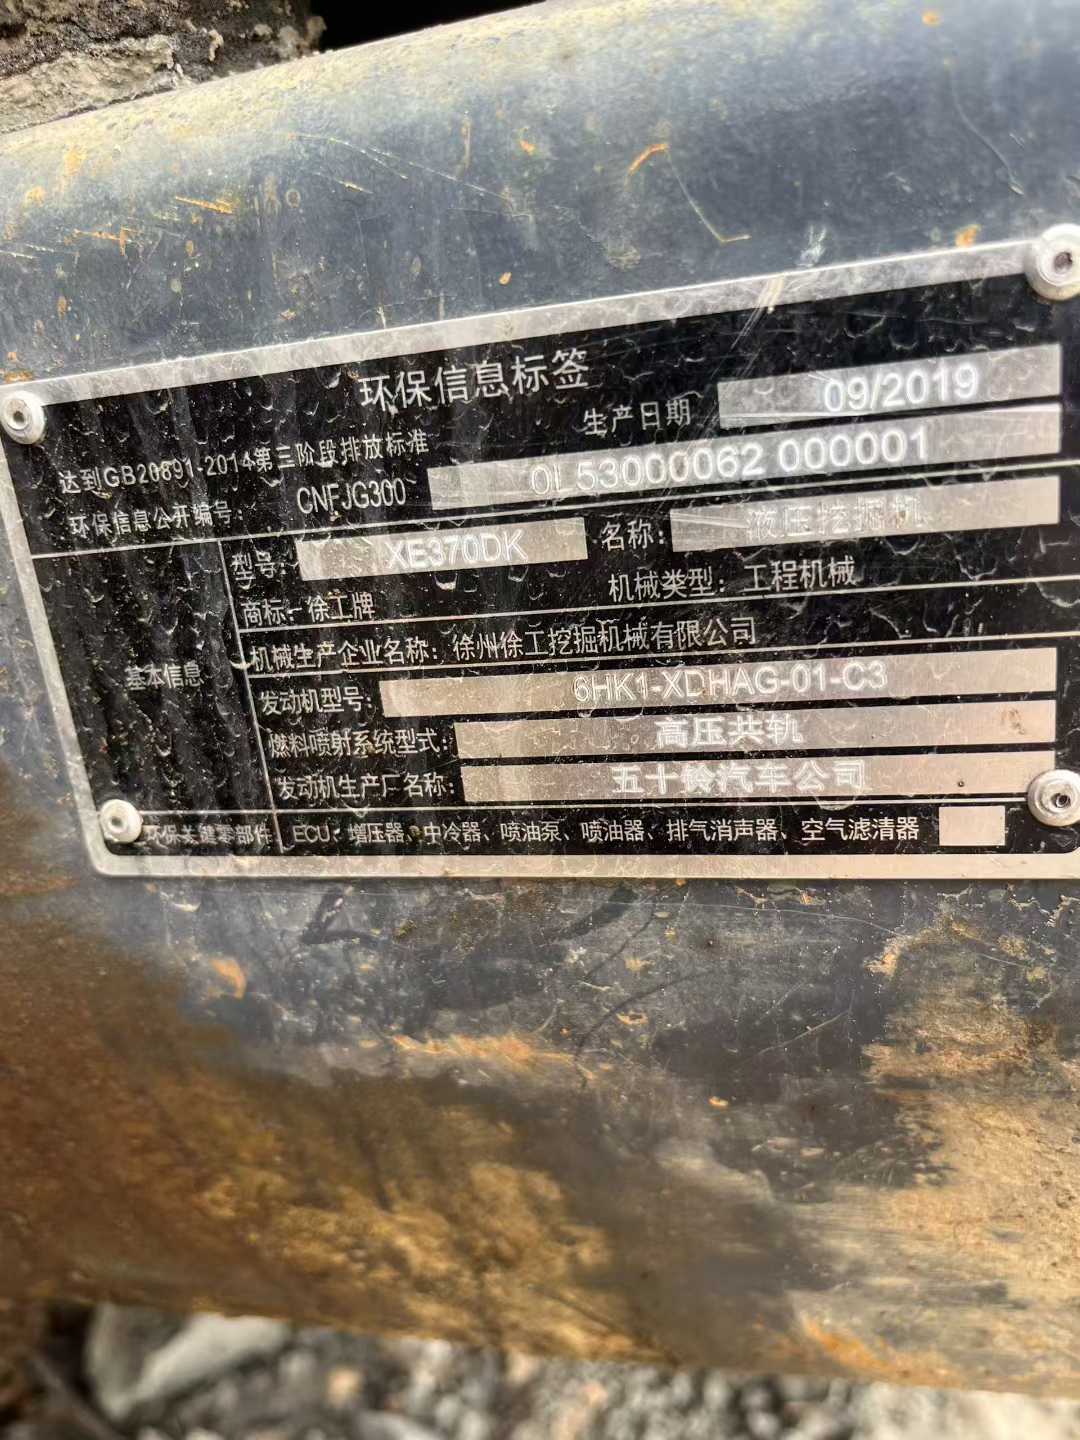 环保信息标签
达到GB20891-2014第三阶段排放标准 生产日期 09/2019
环保信息公开编号: CNFJG300 0L53000062 000001
基本信息
型号: XE370DK 名称: 液压挖掘机
商标: 徐工牌 机械类型: 工程机械
机械生产企业名称: 徐州徐工挖掘机械有限公司
发动机型号: 6HK1-XDHAG-01-C3
燃料喷射系统型式: 高压共轨
发动机生产厂名称: 五十铃汽车公司
环保关键零部件 ECU、增压器、中冷器、喷油泵、喷油器、排气消声器、空气滤清器